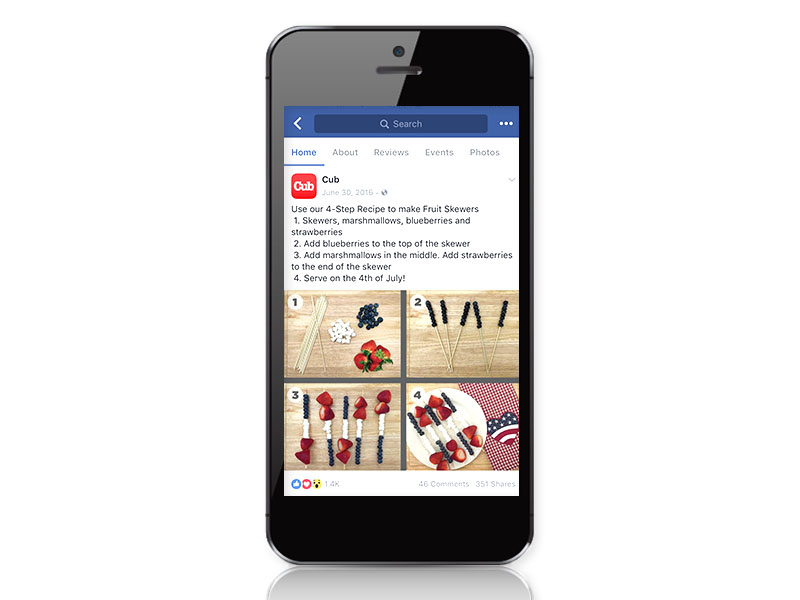 Search
Home About Reviews Events Photos
Cub
Cub
June 30, 2016
Use our 4-Step Recipe to make Fruit Skewers
1. Skewers, marshmallows, blueberries and
strawberries
2. Add blueberries to the top of the skewer
3. Add marshmallows in the middle. Add strawberries
to the end of the skewer
4. Serve on the 4th of July!
1
2
3
4
1.4K 46 Comments 351 Shares